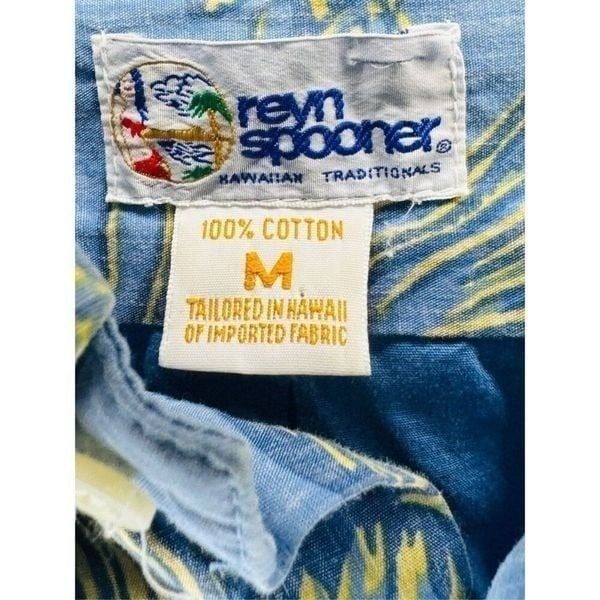 reyn
spooner®
HAWAIIAN TRADITIONALS
100% COTTON
M
TAILORED IN HAWAII
OF IMPORTED FABRIC